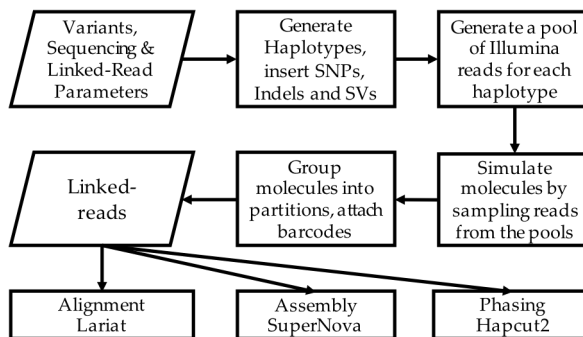 Variants,
Sequencing &
Linked-Read
Parameters
Generate
Haplotypes,
insert SNPs,
Indels and SVs
Generate a pool
of Illumina
reads for each
haplotype
Linked-
reads
Group
molecules into
partitions, attach
barcodes
Simulate
molecules by
sampling reads
from the pools
Alignment
Lariat
Assembly
SuperNova
Phasing
Hapcut2